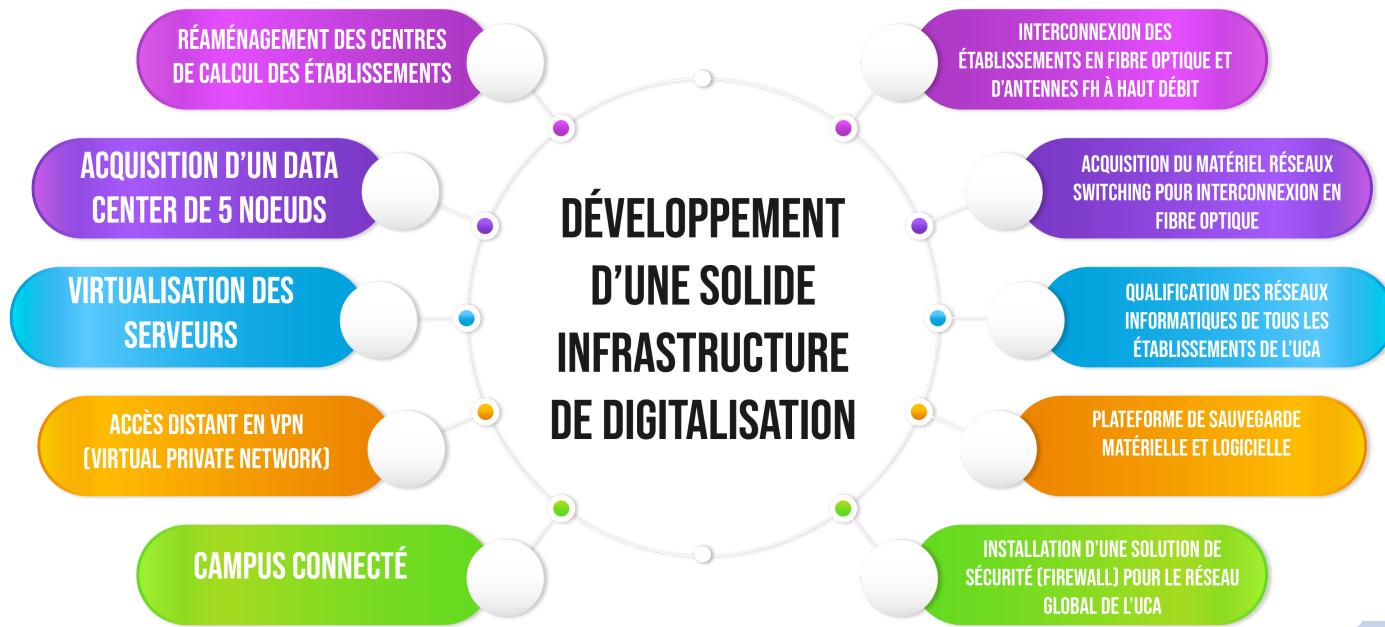 RÉAMÉNAGEMENT DES CENTRES
DE CALCUL DES ÉTABLISSEMENTS
ACQUISITION D'UN DATA
CENTER DE 5 NOEUDS
VIRTUALISATION DES
SERVEURS
ACCÈS DISTANT EN VPN
(VIRTUAL PRIVATE NETWORK)
CAMPUS CONNECTÉ
DÉVELOPPEMENT
D'UNE SOLIDE
INFRASTRUCTURE
DE DIGITALISATION
INTERCONNEXION DES
ÉTABLISSEMENTS EN FIBRE OPTIQUE ET
D'ANTENNES FH À HAUT DÉBIT
ACQUISITION DU MATÉRIEL RÉSEAUX
SWITCHING POUR INTERCONNEXION EN
FIBRE OPTIQUE
QUALIFICATION DES RÉSEAUX
INFORMATIQUES DE TOUS LES
ÉTABLISSEMENTS DE L'UCA
PLATEFORME DE SAUVEGARDE
MATÉRIELLE ET LOGICIELLE
INSTALLATION D'UNE SOLUTION DE
SÉCURITÉ (FIREWALL) POUR LE RÉSEAU
GLOBAL DE L'UCA